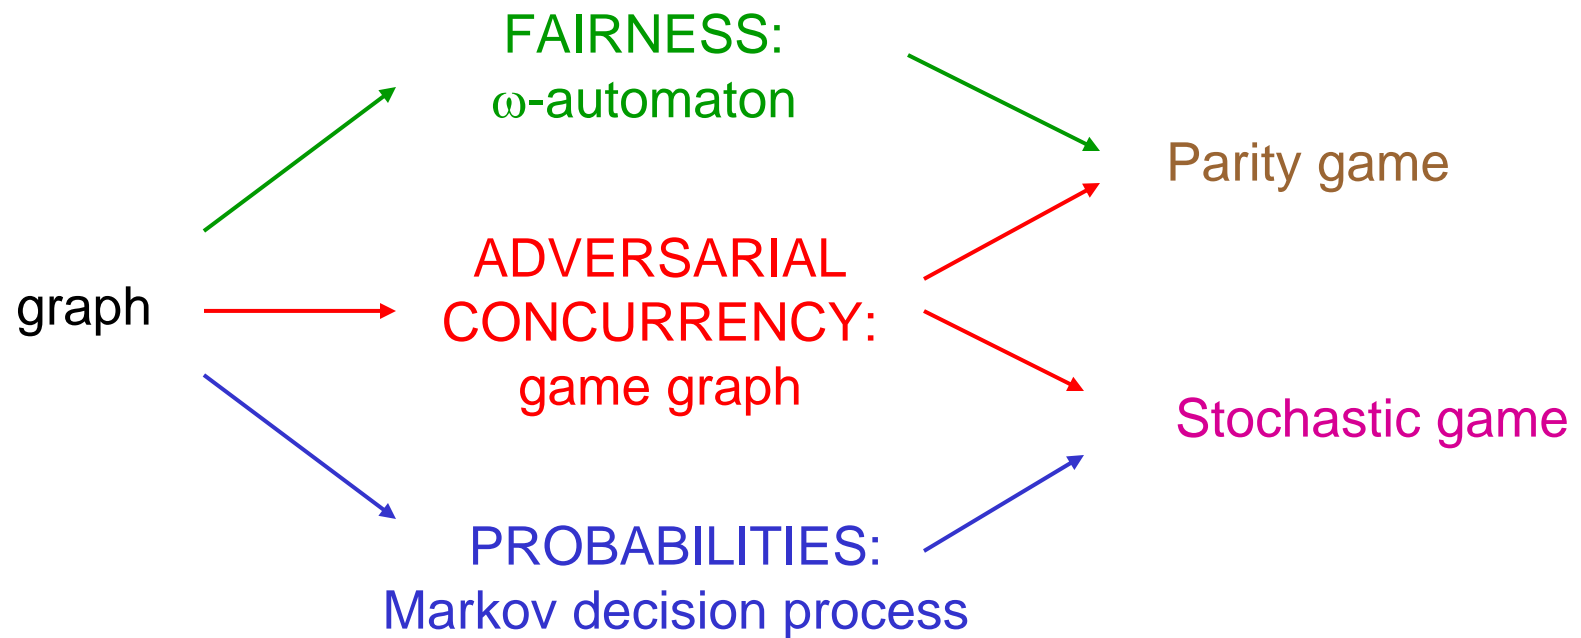 FAIRNESS:
ω-automaton
Parity game
ADVERSARIAL
CONCURRENCY:
game graph
graph
Stochastic game
PROBABILITIES:
Markov decision process